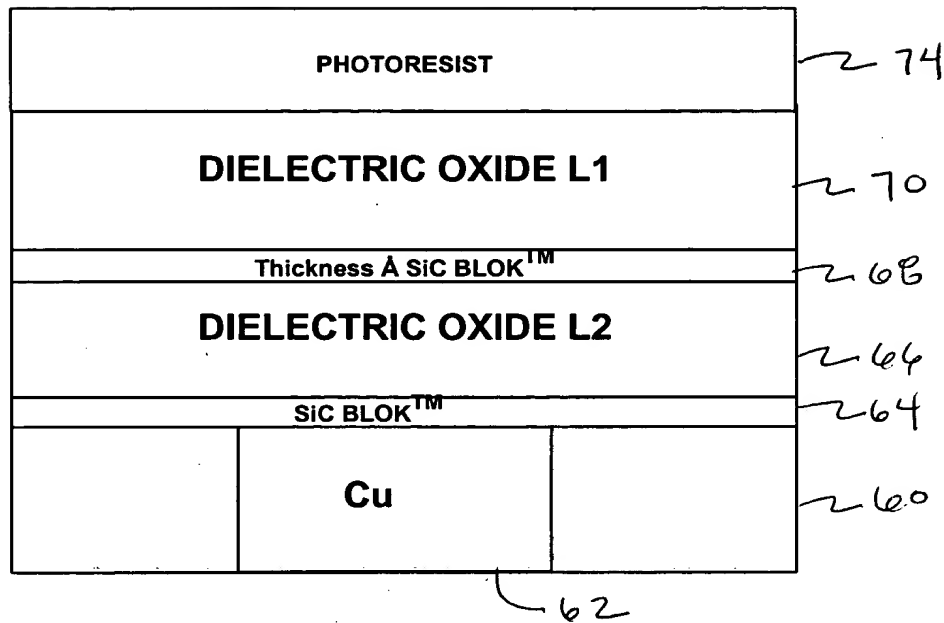 PHOTORESIST 74
DIELECTRIC OXIDE L1 70
Thickness Å SiC BLOK™ 68
DIELECTRIC OXIDE L2 66
SiC BLOK™ 64
Cu 60
62